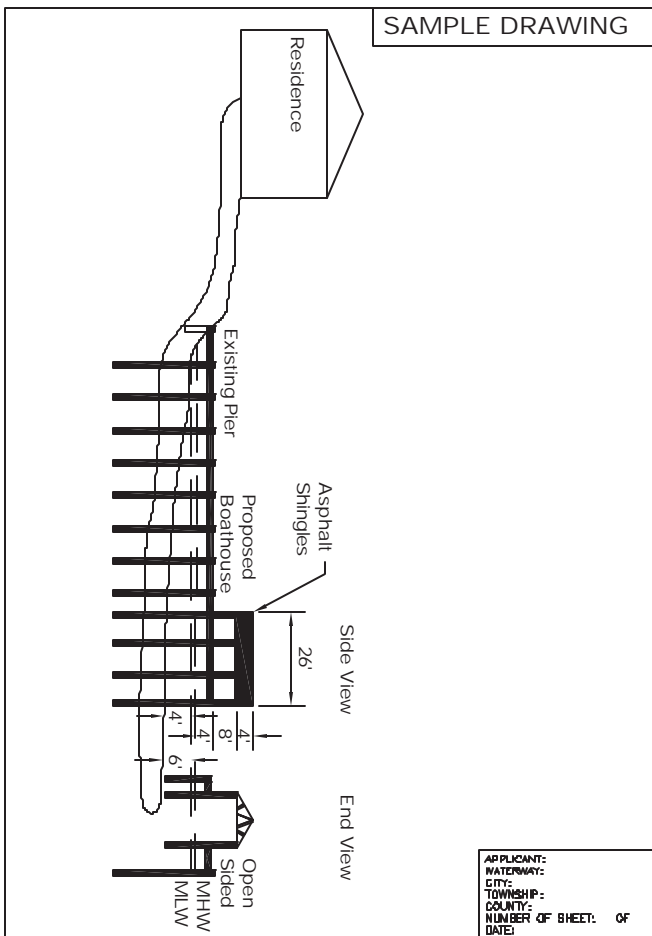 SAMPLE DRAWING
Residence
Existing Pier
Proposed
Boathouse
Asphalt
Shingles
Side View
26'
4'
8'
4'
4'
6'
End View
Open
Sided
MHW
MLW
APPLICANT:
WATERWAY:
CITY:
TOWNSHIP:
COUNTY:
NUMBER OF SHEET: OF
DATE: